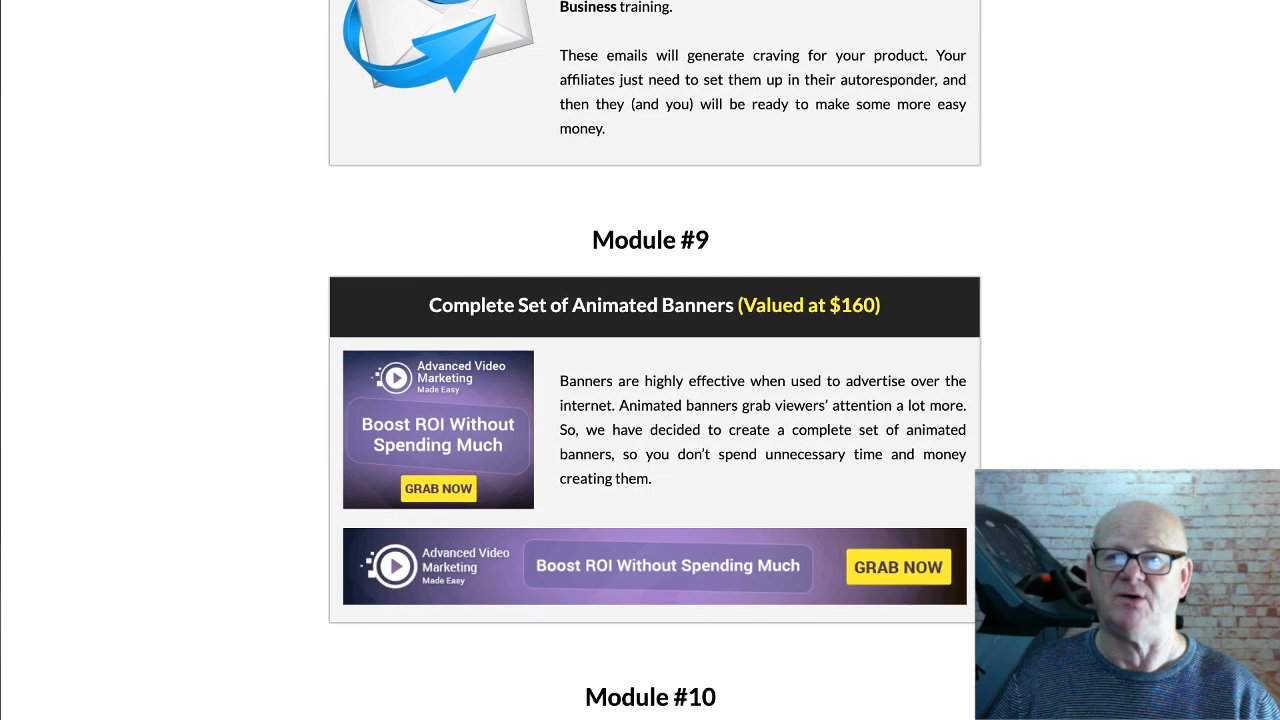 Business training.
These emails will generate craving for your product. Your
affiliates just need to set them up in their autoresponder, and
then they (and you) will be ready to make some more easy
money.
Module #9
Complete Set of Animated Banners (Valued at $160)
Advanced Video
Marketing
Made Easy
Boost ROI Without
Spending Much
GRAB NOW
Banners are highly effective when used to advertise over the
internet. Animated banners grab viewers’ attention a lot more.
So, we have decided to create a complete set of animated
banners, so you don’t spend unnecessary time and money
creating them.
Advanced Video
Marketing
Made Easy
Boost ROI Without Spending Much
GRAB NOW
Module #10